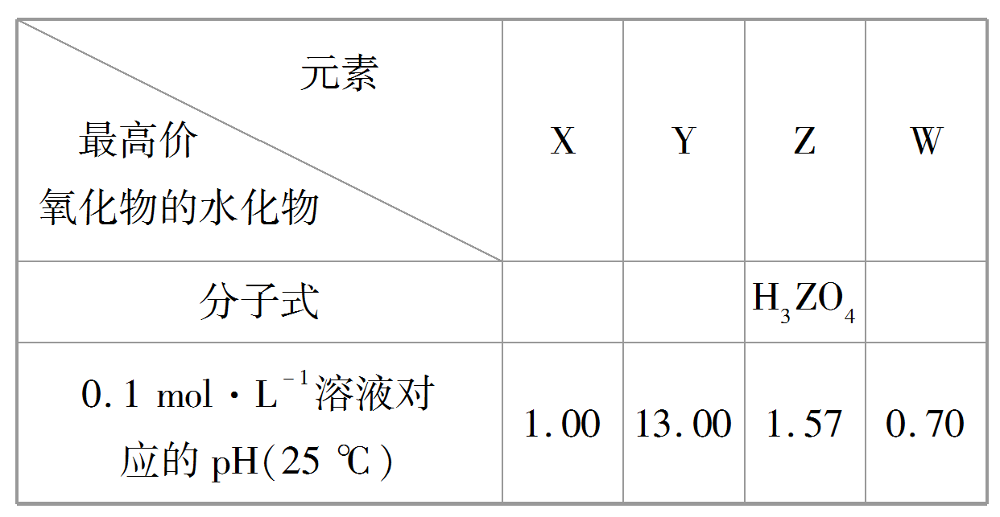 元素
最高价
氧化物的水化物
X Y Z W
分子式
H₃ZO₄
0.1 mol·L⁻¹溶液对
应的 pH(25 ℃)
1.00 13.00 1.57 0.70